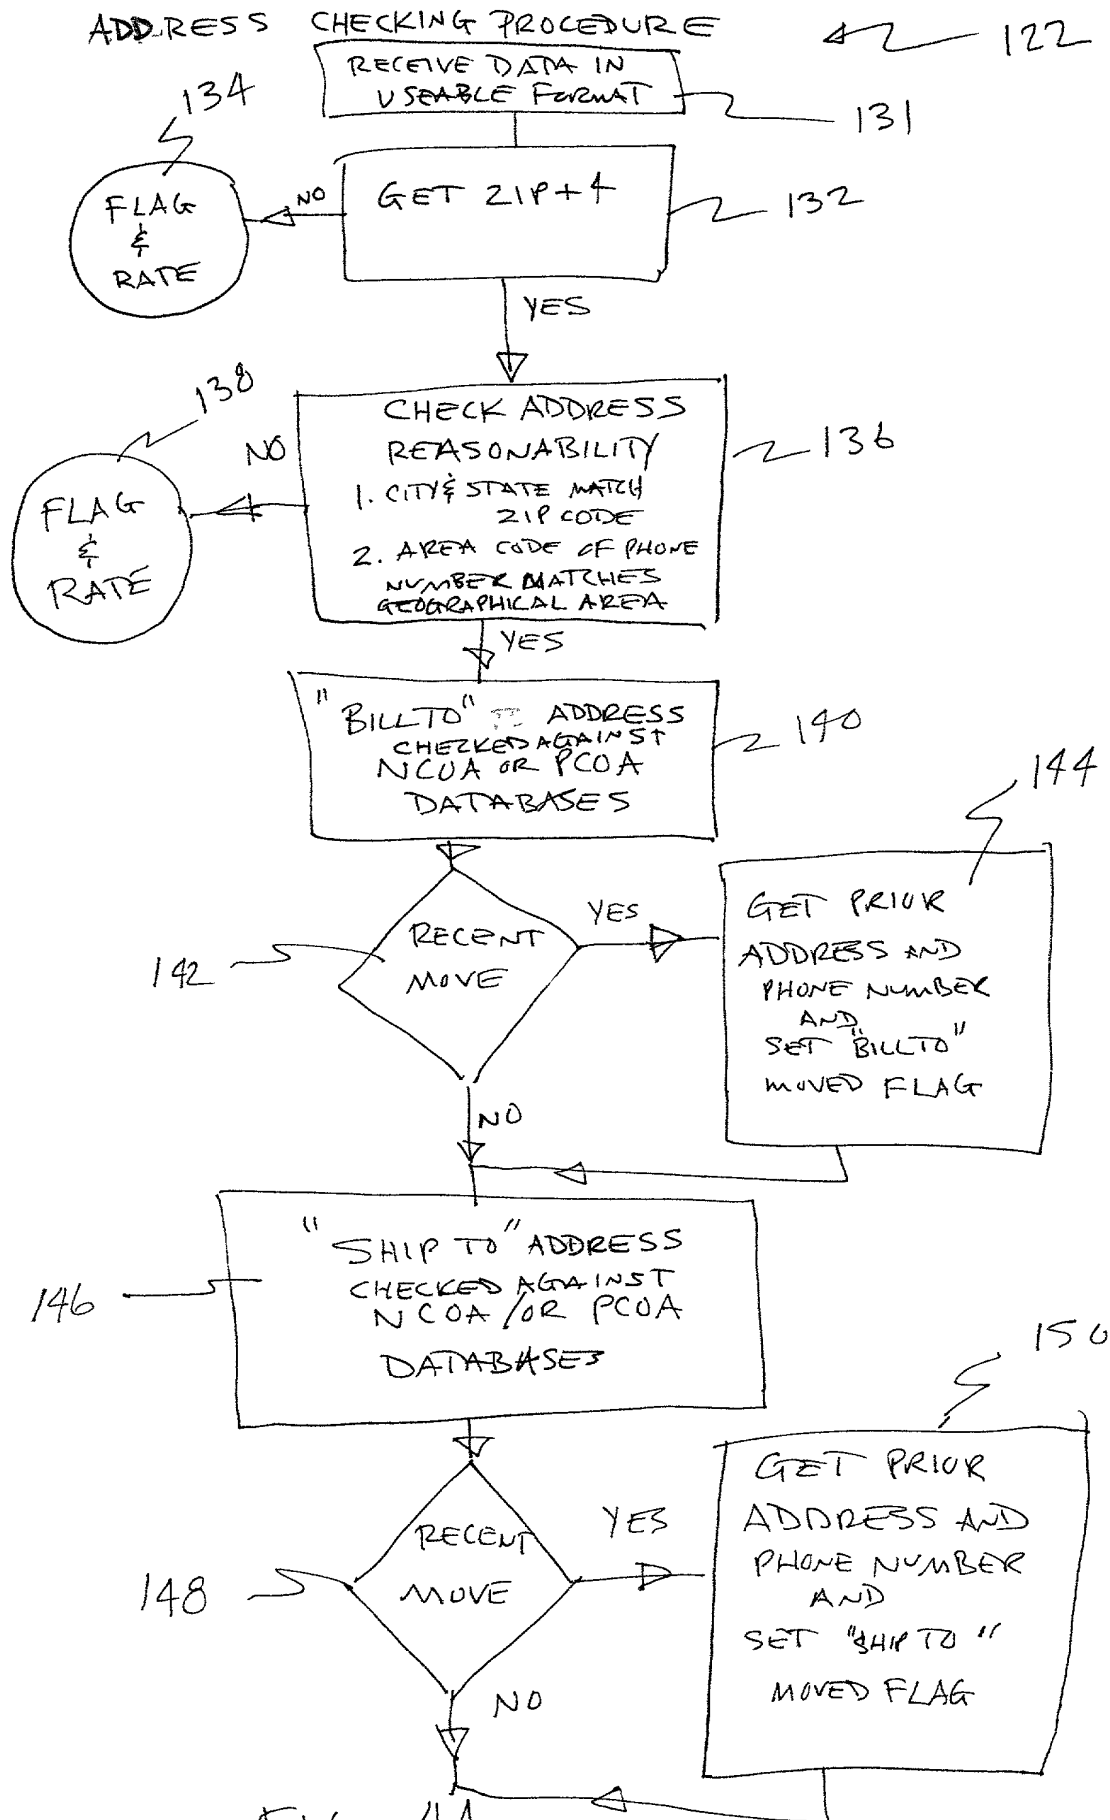 ADDRESS CHECKING PROCEDURE
122
RECEIVE DATA IN
USEABLE FORMAT
131
134
FLAG
&
RATE
NO
GET ZIP+4
132
YES
138
FLAG
&
RATE
NO
CHECK ADDRESS
REASONABILITY
1. CITY & STATE MATCH
ZIP CODE
2. AREA CODE OF PHONE
NUMBER MATCHES
GEOGRAPHICAL AREA
136
YES
"BILLTO" ADDRESS
CHECKED AGAINST
NCOA OR PCOA
DATABASES
140
144
RECENT
MOVE
142
YES
GET PRIOR
ADDRESS AND
PHONE NUMBER
AND
SET "BILLTO"
MOVED FLAG
NO
"SHIP TO" ADDRESS
CHECKED AGAINST
NCOA/OR PCOA
DATABASES
146
150
RECENT
MOVE
148
YES
GET PRIOR
ADDRESS AND
PHONE NUMBER
AND
SET "SHIP TO"
MOVED FLAG
NO